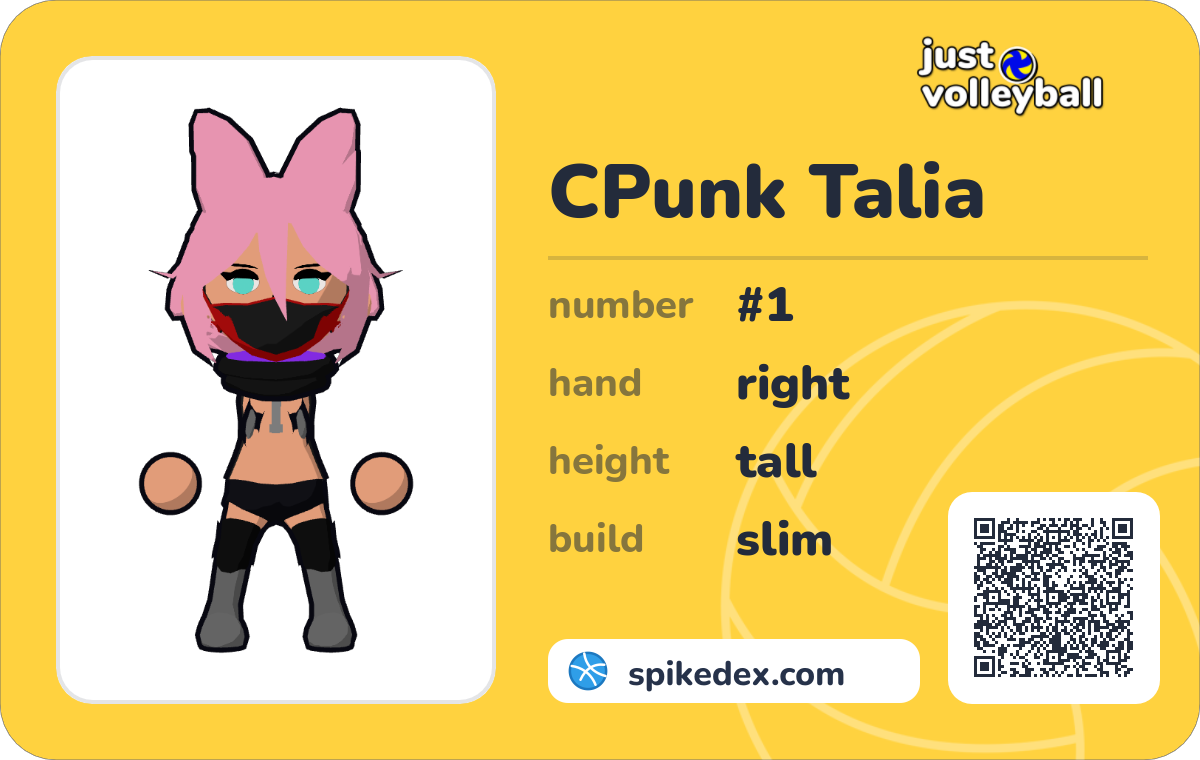 just
volleyball
CPunk Talia
number #1
hand right
height tall
build slim
spikedex.com